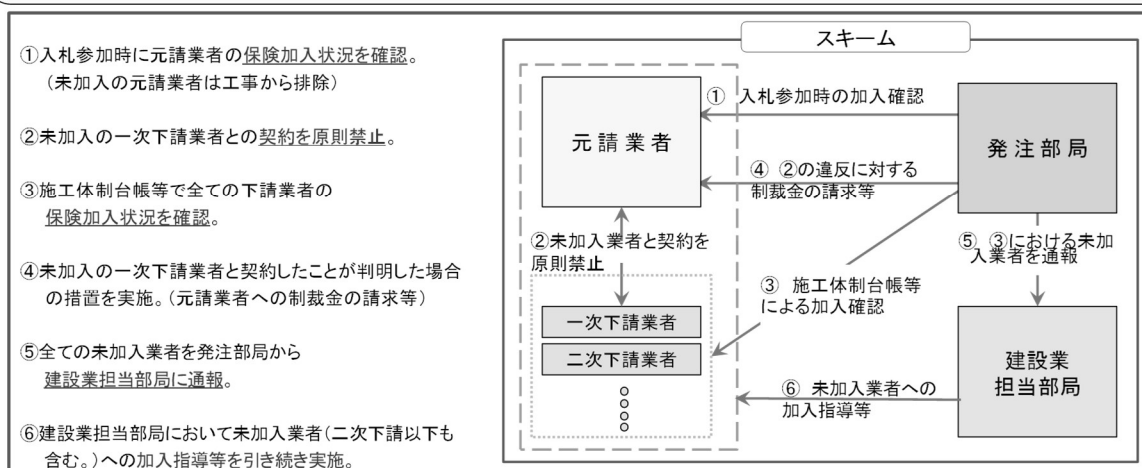 ①入札参加時に元請業者の保険加入状況を確認。
（未加入の元請業者は工事から排除）
②未加入の一次下請業者との契約を原則禁止。
③施工体制台帳等で全ての下請業者の
保険加入状況を確認。
④未加入の一次下請業者と契約したことが判明した場合
の措置を実施。（元請業者への制裁金の請求等）
⑤全ての未加入業者を発注部局から
建設業担当部局に通報。
⑥建設業担当部局において未加入業者（二次下請以下も
含む。）への加入指導等を引き続き実施。
スキーム
元請業者
① 入札参加時の加入確認
発注部局
④ ②の違反に対する
制裁金の請求等
②未加入業者と契約を
原則禁止
⑤ ③における未加
入業者を通報
③ 施工体制台帳等
による加入確認
一次下請業者
二次下請業者
建設業
担当部局
⑥ 未加入業者への
加入指導等